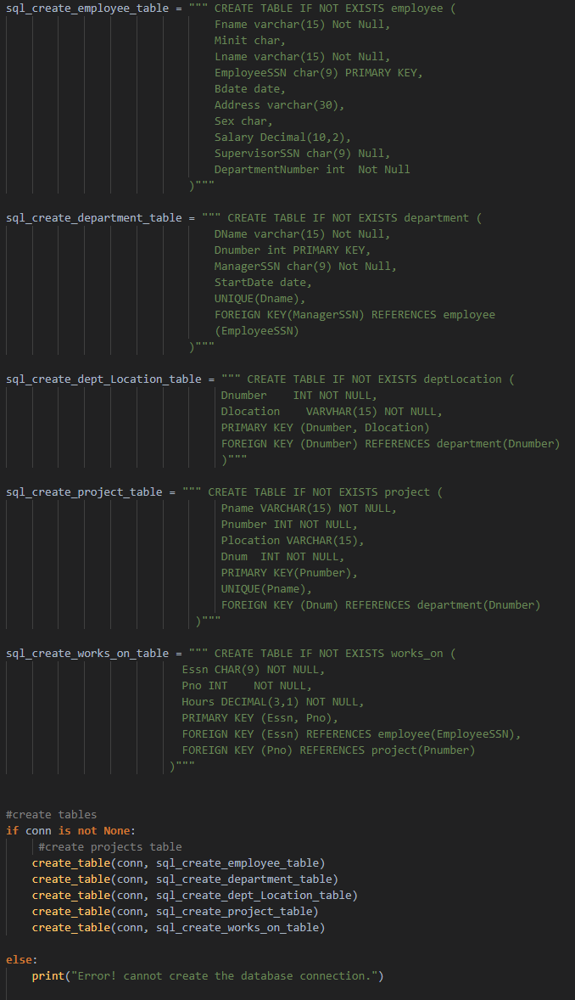 sql_create_employee_table = """ CREATE TABLE IF NOT EXISTS employee (
Fname varchar(15) Not Null,
Minit char,
Lname varchar(15) Not Null,
EmployeeSSN char(9) PRIMARY KEY,
Bdate date,
Address varchar(30),
Sex char,
Salary Decimal(10,2),
SupervisorSSN char(9) Null,
DepartmentNumber int  Not Null
)"""
sql_create_department_table = """ CREATE TABLE IF NOT EXISTS department (
DName varchar(15) Not Null,
Dnumber int PRIMARY KEY,
ManagerSSN char(9) Not Null,
StartDate date,
UNIQUE(Dname),
FOREIGN KEY(ManagerSSN) REFERENCES employee
(EmployeeSSN)
)"""
sql_create_dept_Location_table = """ CREATE TABLE IF NOT EXISTS deptLocation (
Dnumber    INT NOT NULL,
Dlocation    VARVHAR(15) NOT NULL,
PRIMARY KEY (Dnumber, Dlocation)
FOREIGN KEY (Dnumber) REFERENCES department(Dnumber)
)"""
sql_create_project_table = """ CREATE TABLE IF NOT EXISTS project (
Pname VARCHAR(15) NOT NULL,
Pnumber INT NOT NULL,
Plocation VARCHAR(15),
Dnum  INT NOT NULL,
PRIMARY KEY(Pnumber),
UNIQUE(Pname),
FOREIGN KEY (Dnum) REFERENCES department(Dnumber)
)"""
sql_create_works_on_table = """ CREATE TABLE IF NOT EXISTS works_on (
Essn CHAR(9) NOT NULL,
Pno INT    NOT NULL,
Hours DECIMAL(3,1) NOT NULL,
PRIMARY KEY (Essn, Pno),
FOREIGN KEY (Essn) REFERENCES employee(EmployeeSSN),
FOREIGN KEY (Pno) REFERENCES project(Pnumber)
)"""
#create tables
if conn is not None:
#create projects table
create_table(conn, sql_create_employee_table)
create_table(conn, sql_create_department_table)
create_table(conn, sql_create_dept_Location_table)
create_table(conn, sql_create_project_table)
create_table(conn, sql_create_works_on_table)
else:
print("Error! cannot create the database connection.")